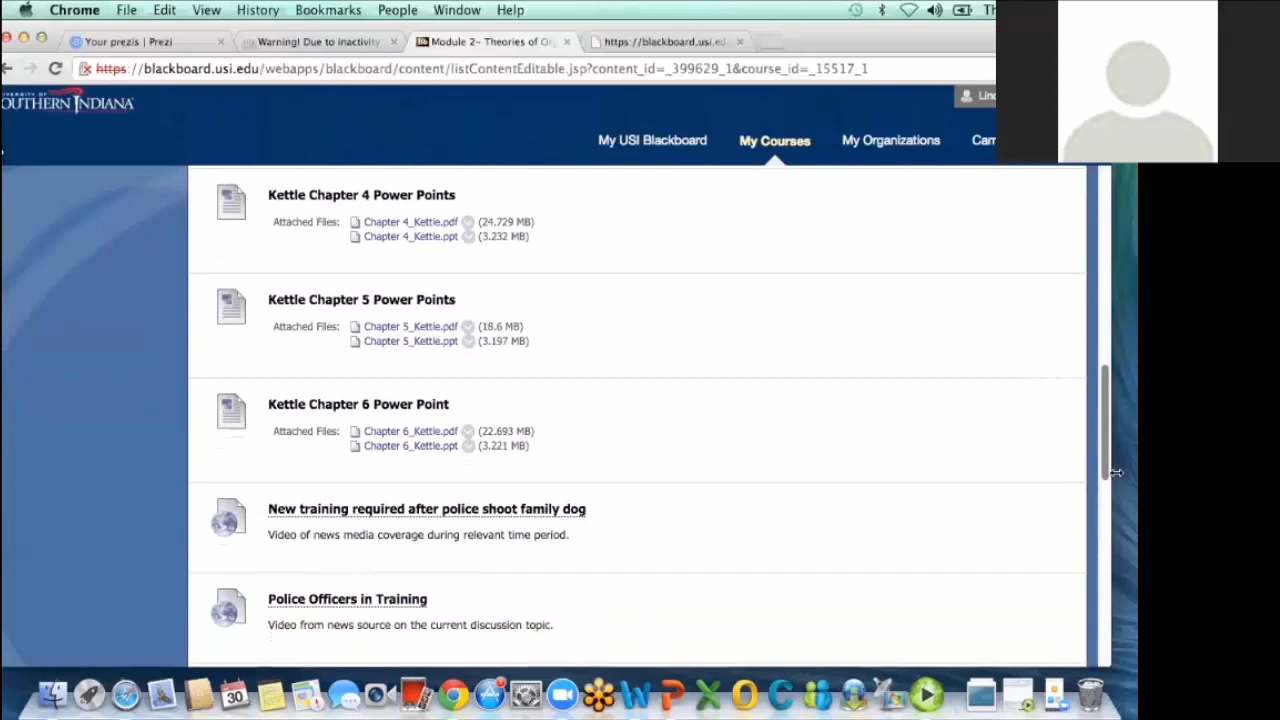 Chrome File Edit View History Bookmarks People Window Help Th
Your prezis | Prezi × Warning! Due to inactivity × Bb Module 2- Theories of Or × https://blackboard.usi.ed ×
https://blackboard.usi.edu/webapps/blackboard/content/listContentEditable.jsp?content_id=_399629_1&course_id=_15517_1
OUTHERN INDIANA
My USI Blackboard My Courses My Organizations Cam
Kettle Chapter 4 Power Points
Attached Files: Chapter 4_Kettle.pdf (24.729 MB)
Chapter 4_Kettle.ppt (3.232 MB)
Kettle Chapter 5 Power Points
Attached Files: Chapter 5_Kettle.pdf (18.6 MB)
Chapter 5_Kettle.ppt (3.197 MB)
Kettle Chapter 6 Power Point
Attached Files: Chapter 6_Kettle.pdf (22.693 MB)
Chapter 6_Kettle.ppt (3.221 MB)
New training required after police shoot family dog
Video of news media coverage during relevant time period.
Police Officers in Training
Video from news source on the current discussion topic.
30